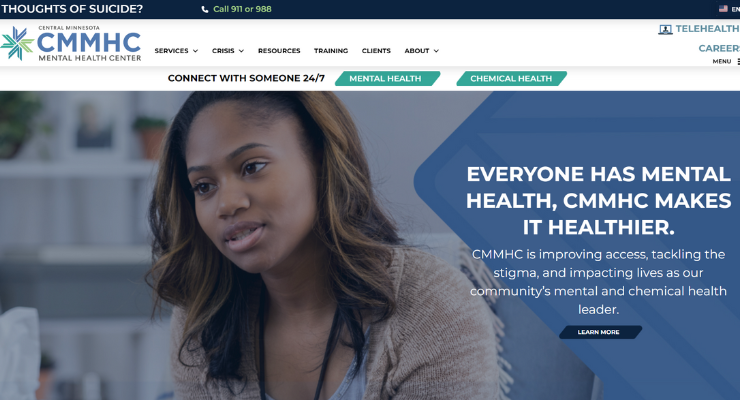 THOUGHTS OF SUICIDE?
Call 911 or 988
EN
CENTRAL MINNESOTA
CMMHC
MENTAL HEALTH CENTER
SERVICES
CRISIS
RESOURCES
TRAINING
CLIENTS
ABOUT
TELEHEALTH
CAREERS
MENU
CONNECT WITH SOMEONE 24/7
MENTAL HEALTH
CHEMICAL HEALTH
EVERYONE HAS MENTAL
HEALTH, CMMHC MAKES
IT HEALTHIER.
CMMHC is improving access, tackling the
stigma, and impacting lives as our
community's mental and chemical health
leader.
LEARN MORE